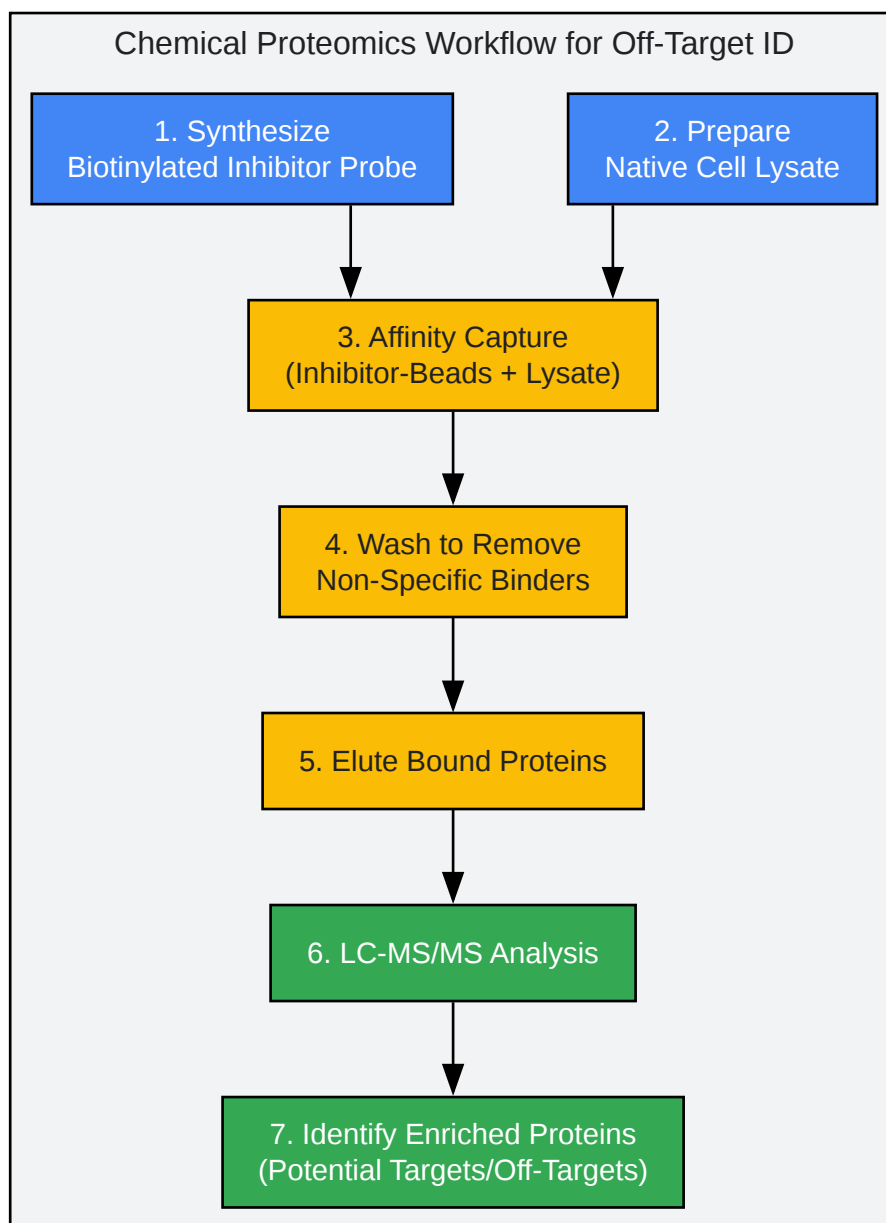 Chemical Proteomics Workflow for Off-Target ID
1. Synthesize
Biotinylated Inhibitor Probe
2. Prepare
Native Cell Lysate
3. Affinity Capture
(Inhibitor-Beads + Lysate)
4. Wash to Remove
Non-Specific Binders
5. Elute Bound Proteins
6. LC-MS/MS Analysis
7. Identify Enriched Proteins
(Potential Targets/Off-Targets)